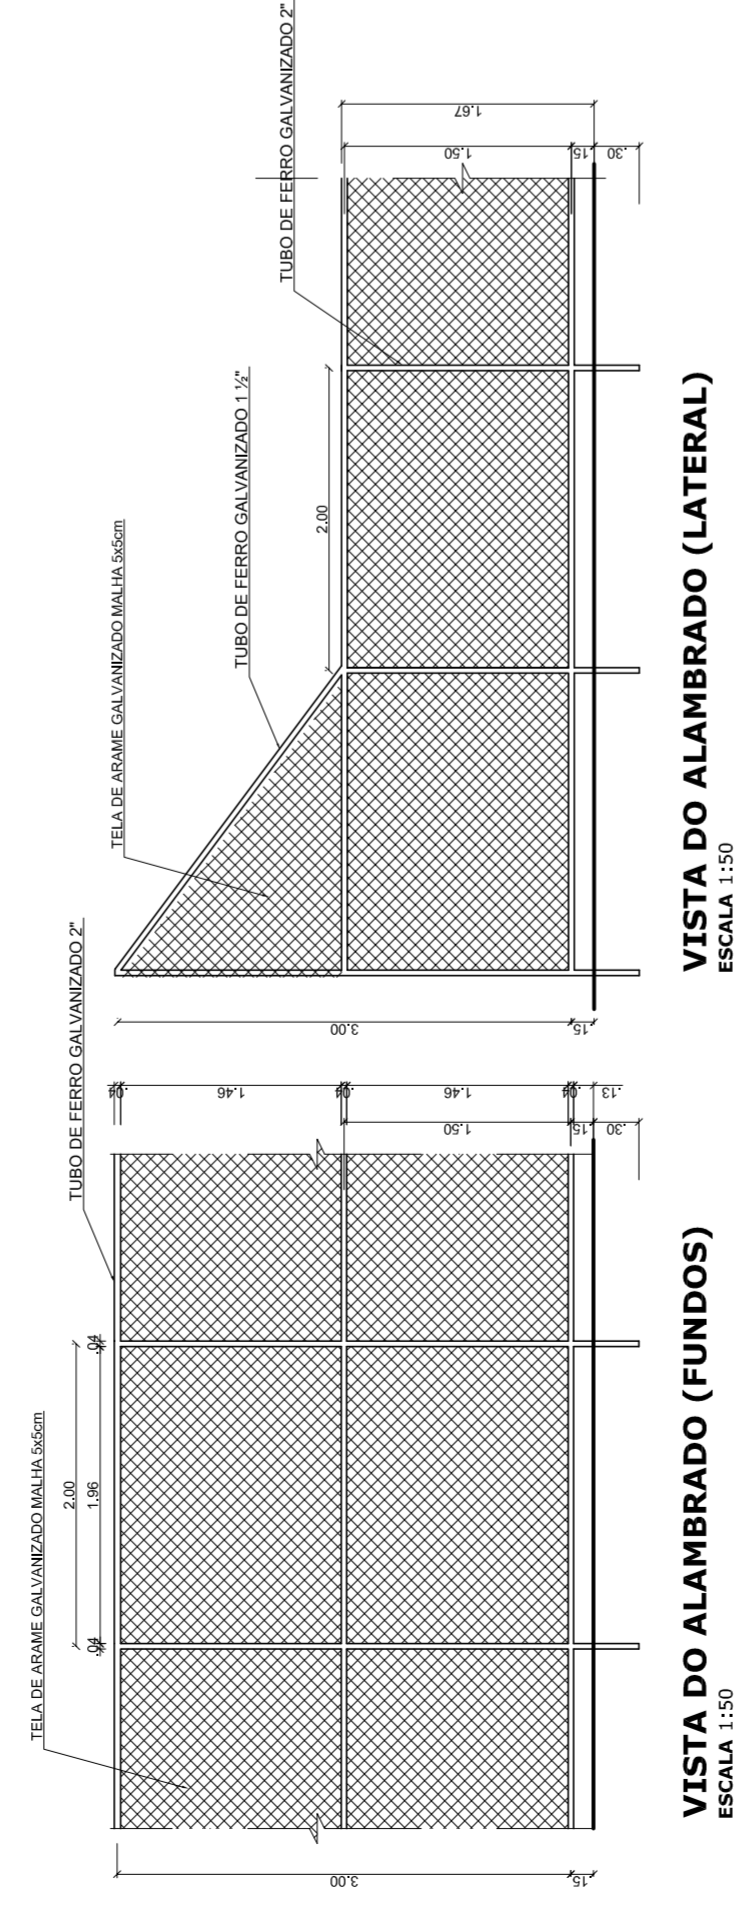 TELA DE ARAME GALVANIZADO MALHA 5x5cm
TUBO DE FERRO GALVANIZADO 2"
2.00
.04
1.96
.04
3.00
.15
.04
1.46
.04
1.46
.04
.13
1.50
.15
.30
VISTA DO ALAMBRADO (FUNDOS)
ESCALA 1:50
TELA DE ARAME GALVANIZADO MALHA 5x5cm
TUBO DE FERRO GALVANIZADO 1 ½"
TUBO DE FERRO GALVANIZADO 2"
2.00
3.00
.15
1.67
1.50
.15
.30
VISTA DO ALAMBRADO (LATERAL)
ESCALA 1:50